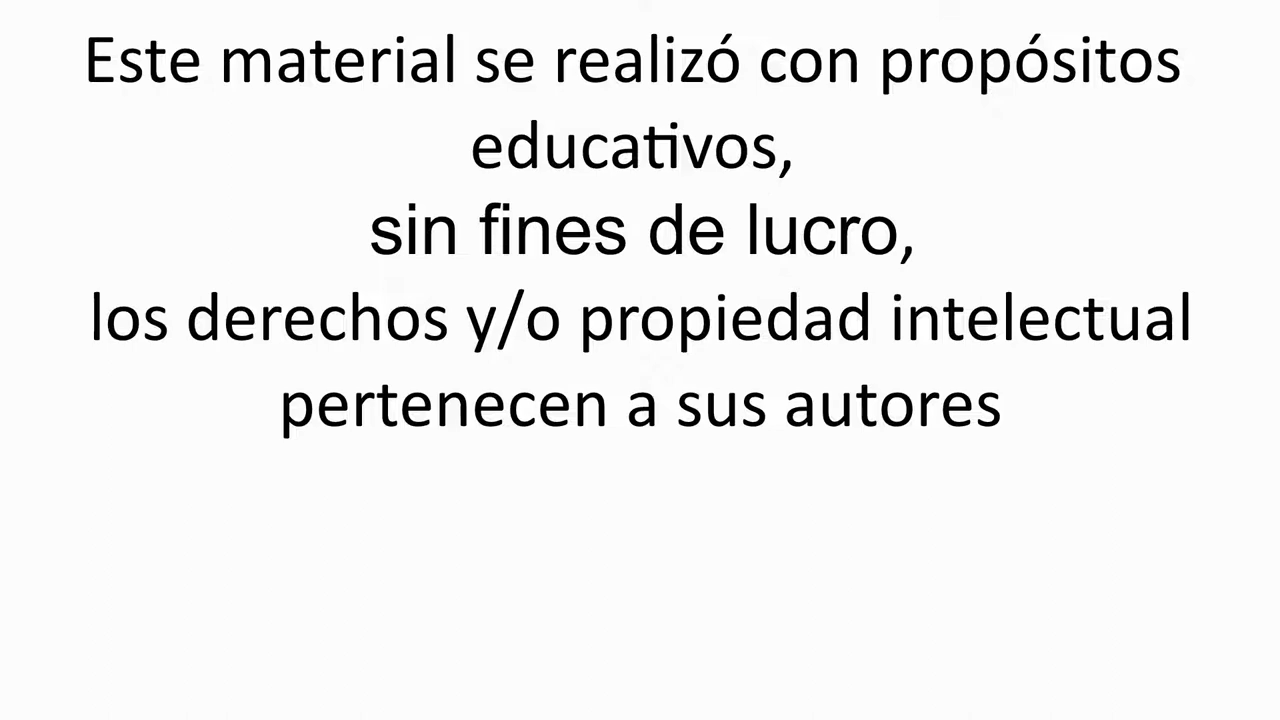 Este material se realizó con propósitos
educativos,
sin fines de lucro,
los derechos y/o propiedad intelectual
pertenecen a sus autores